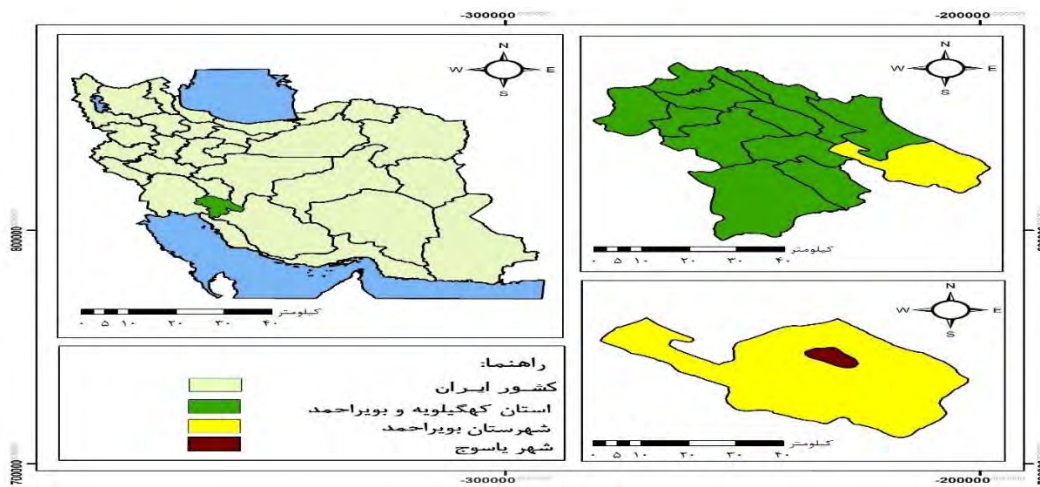 -300000
-200000
N
W E
S
کیلومتر
۰ ۵ ۱۰ ۲۰ ۳۰ ۴۰
N
W E
S
کیلومتر
۰ ۵ ۱۰ ۲۰ ۳۰ ۴۰
N
W E
S
کیلومتر
۰ ۵ ۱۰ ۲۰ ۳۰ ۴۰
راهنما:
کشور ایران
استان کهگیلویه و بویراحمد
شهرستان بویراحمد
شهر یاسوج
-300000
-200000